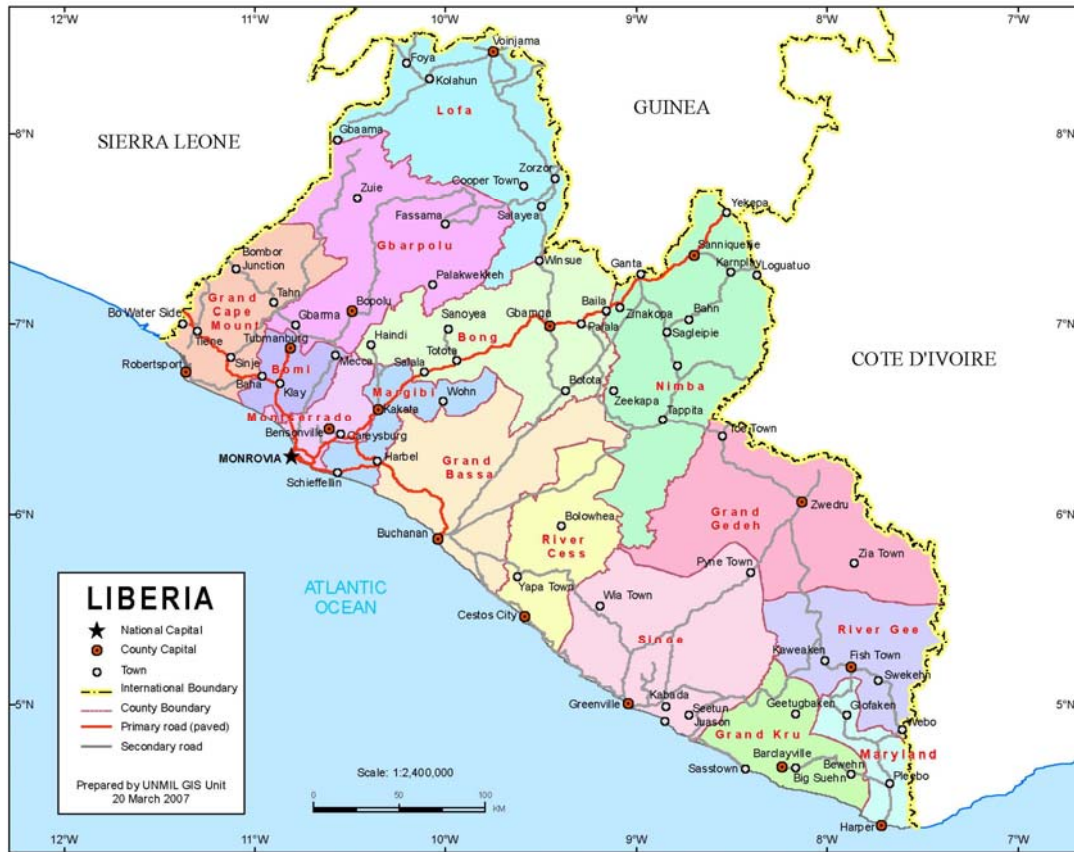 12°W
11°W
10°W
9°W
8°W
7°W
Voinjama
Foya
Kolahun
Lofa
GUINEA
8°N
SIERRA LEONE
Gbaama
8°N
Zorzor
Cooper Town
Zuie
Salayea
Fassama
Yekepa
Gbarpolu
Sanniquellie
Bombor
Junction
Winsue
Ganta
Karnplay
Loguatuo
Palakwekkeh
Tahn
Grand
Cape
Mount
Bopolu
Gbanga
Baila
Zinakopa
Bahn
Bo Water Side
7°N
Gbarma
Sanoyea
Palala
7°N
Tiene
Tubmanburg
Haindi
Bong
Sagleipie
COTE D'IVOIRE
Sinje
Mecca
Totota
Robertsport
Bomi
Salala
Baha
Klay
Margibi
Botota
Nimba
Wohn
Zeekapa
Kakata
Montserrado
Tappita
Bensonville
Careysburg
Toe Town
MONROVIA
Harbel
Grand
Bassa
Schieffellin
Zwedru
6°N
Grand
Gedeh
6°N
Bolowhea
Buchanan
River
Cess
Zia Town
Pyne Town
Yapa Town
Wia Town
ATLANTIC
OCEAN
Cestos City
Sinoe
River Gee
Kaweaken
Fish Town
Swekehn
5°N
Kabada
Greenville
Seetun
Geetugbaken
Glofaken
5°N
Juason
Webo
Grand Kru
Maryland
Barclayville
Bewehn
Sasstown
Big Suehn
Pleebo
Harper
LIBERIA
National Capital
County Capital
Town
International Boundary
County Boundary
Primary road (paved)
Secondary road
Prepared by UNMIL GIS Unit
20 March 2007
Scale: 1:2,400,000
0
50
100
KM
12°W
11°W
10°W
9°W
8°W
7°W